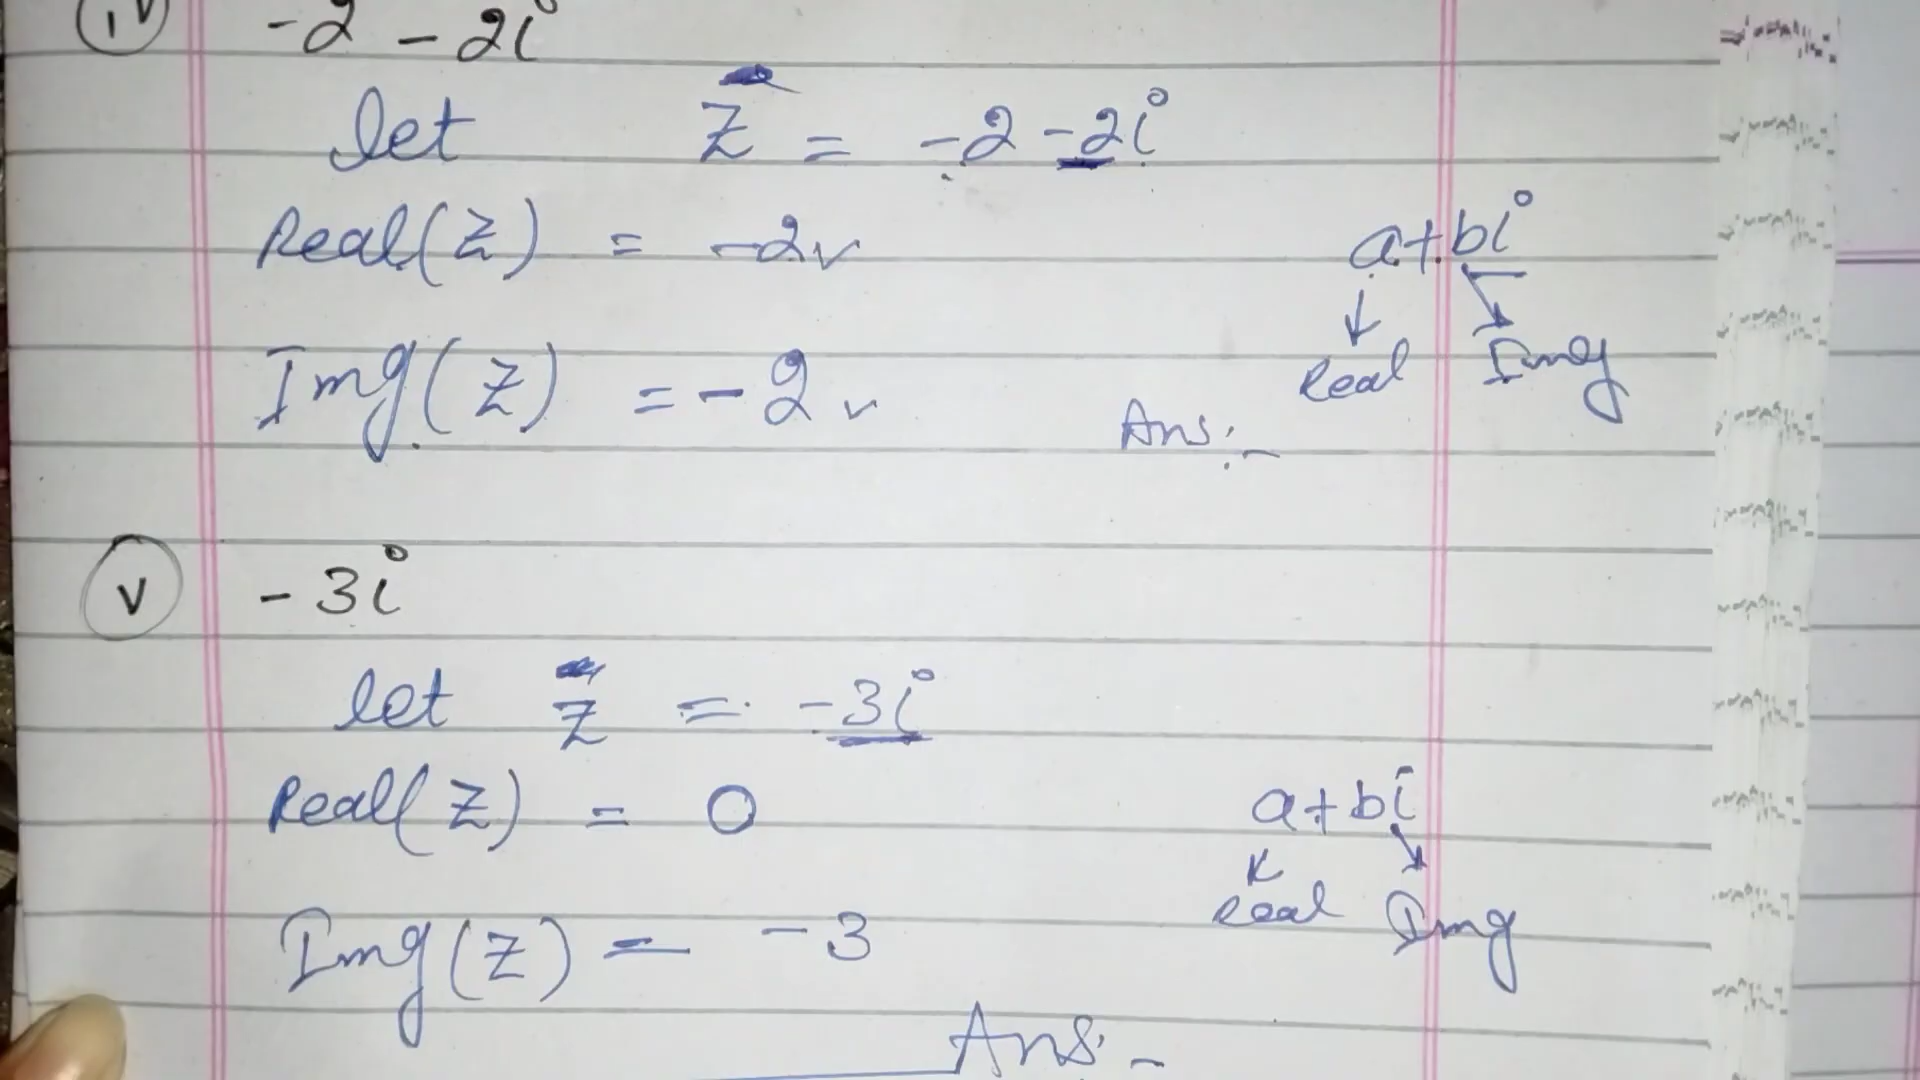 iv -2 - 2i
let Z = -2 -2i
Real(Z) = -2
a+bi
Real Img
Img(Z) = -2
Ans:-
v -3i
let Z = -3i
Real(Z) = 0
a+bi
Real Img
Img(Z) = -3
Ans:-